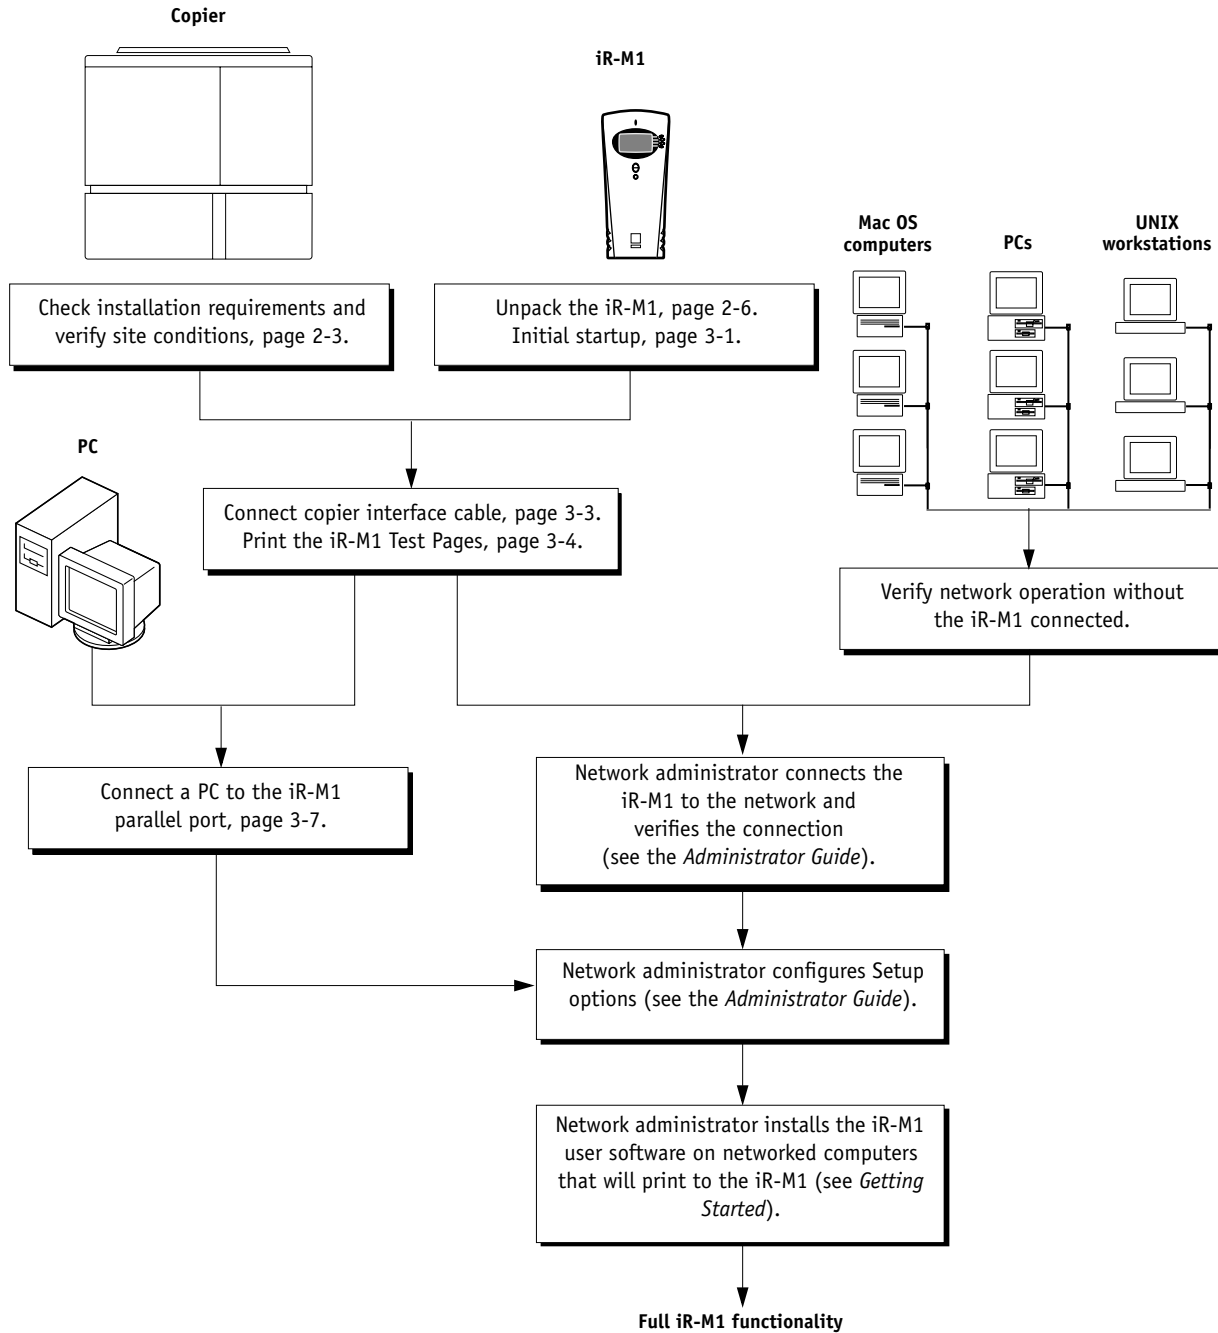 Copier
iR-M1
Mac OS
computers
PCs
UNIX
workstations
Check installation requirements and
verify site conditions, page 2-3.
Unpack the iR-M1, page 2-6.
Initial startup, page 3-1.
PC
Connect copier interface cable, page 3-3.
Print the iR-M1 Test Pages, page 3-4.
Verify network operation without
the iR-M1 connected.
Connect a PC to the iR-M1
parallel port, page 3-7.
Network administrator connects the
iR-M1 to the network and
verifies the connection
(see the Administrator Guide).
Network administrator configures Setup
options (see the Administrator Guide).
Network administrator installs the iR-M1
user software on networked computers
that will print to the iR-M1 (see Getting
Started).
Full iR-M1 functionality